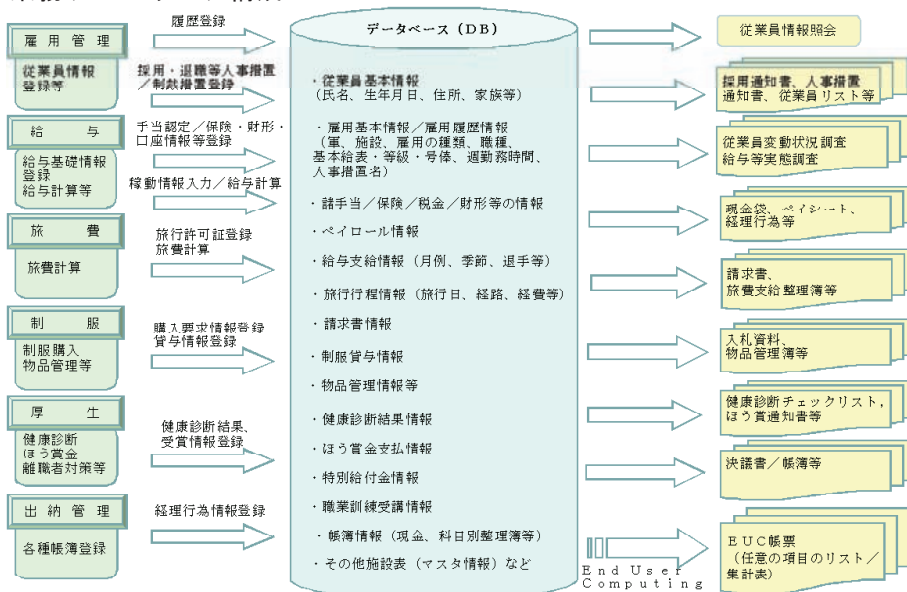 雇用管理
従業員情報
登録等
給与
給与基礎情報
登録
給与計算等
旅費
旅費計算
制服
制服購入
物品管理等
厚生
健康診断
ほう賞金
離職者対策等
出納管理
各種帳簿登録
履歴登録
採用・退職等人事措置
／制裁措置登録
手当認定／保険・財形・
口座情報等登録
稼動情報入力／給与計算
旅行許可証登録
旅費計算
購入要求情報登録
貸与情報登録
健康診断結果、
受賞情報登録
経理行為情報登録
データベース（DB）
・従業員基本情報
（氏名、生年月日、住所、家族等）
・雇用基本情報／雇用履歴情報
（軍、施設、雇用の種類、職種、
基本給表・等級・号俸、週勤務時間、
人事措置名）
・諸手当／保険／税金／財形等の情報
・ペイロール情報
・給与支給情報（月例、季節、退手等）
・旅行行程情報（旅行日、経路、経費等）
・請求書情報
・制服貸与情報
・物品管理情報等
・健康診断結果情報
・ほう賞金支払情報
・特別給付金情報
・職業訓練受講情報
・帳簿情報（現金、科目別整理簿等）
・その他施設表（マスタ情報）など
End User
Computing
従業員情報照会
採用通知書、人事措置
通知書、従業員リスト等
従業員変動状況調査
給与等実態調査
現金袋、ペイシート、
経理行為等
請求書、
旅費支給整理簿等
入札資料、
物品管理簿等
健康診断チェックリスト，
ほう賞通知書等
決議書／帳簿等
EUC帳票
（任意の項目のリスト／
集計表）